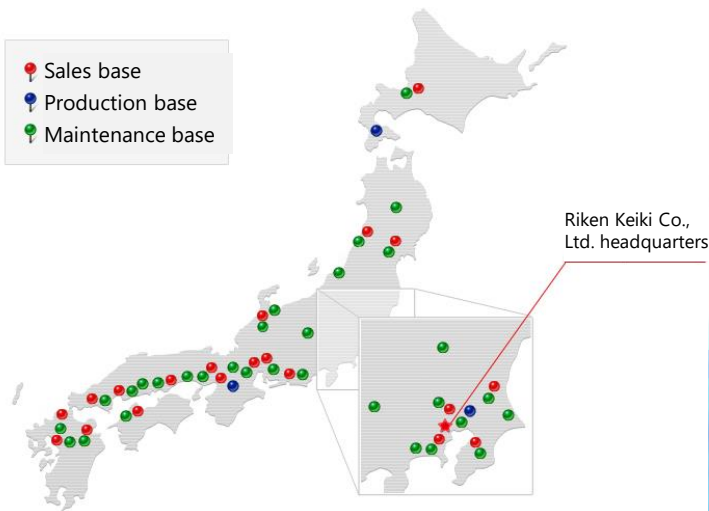 Sales base
Production base
Maintenance base
Riken Keiki Co.,
Ltd. headquarters